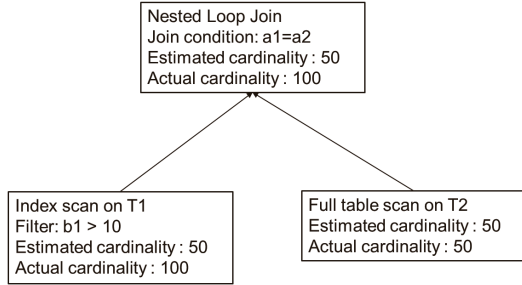 Nested Loop Join
Join condition: a1=a2
Estimated cardinality : 50
Actual cardinality : 100
Index scan on T1
Filter: b1 > 10
Estimated cardinality : 50
Actual cardinality : 100
Full table scan on T2
Estimated cardinality : 50
Actual cardinality : 50